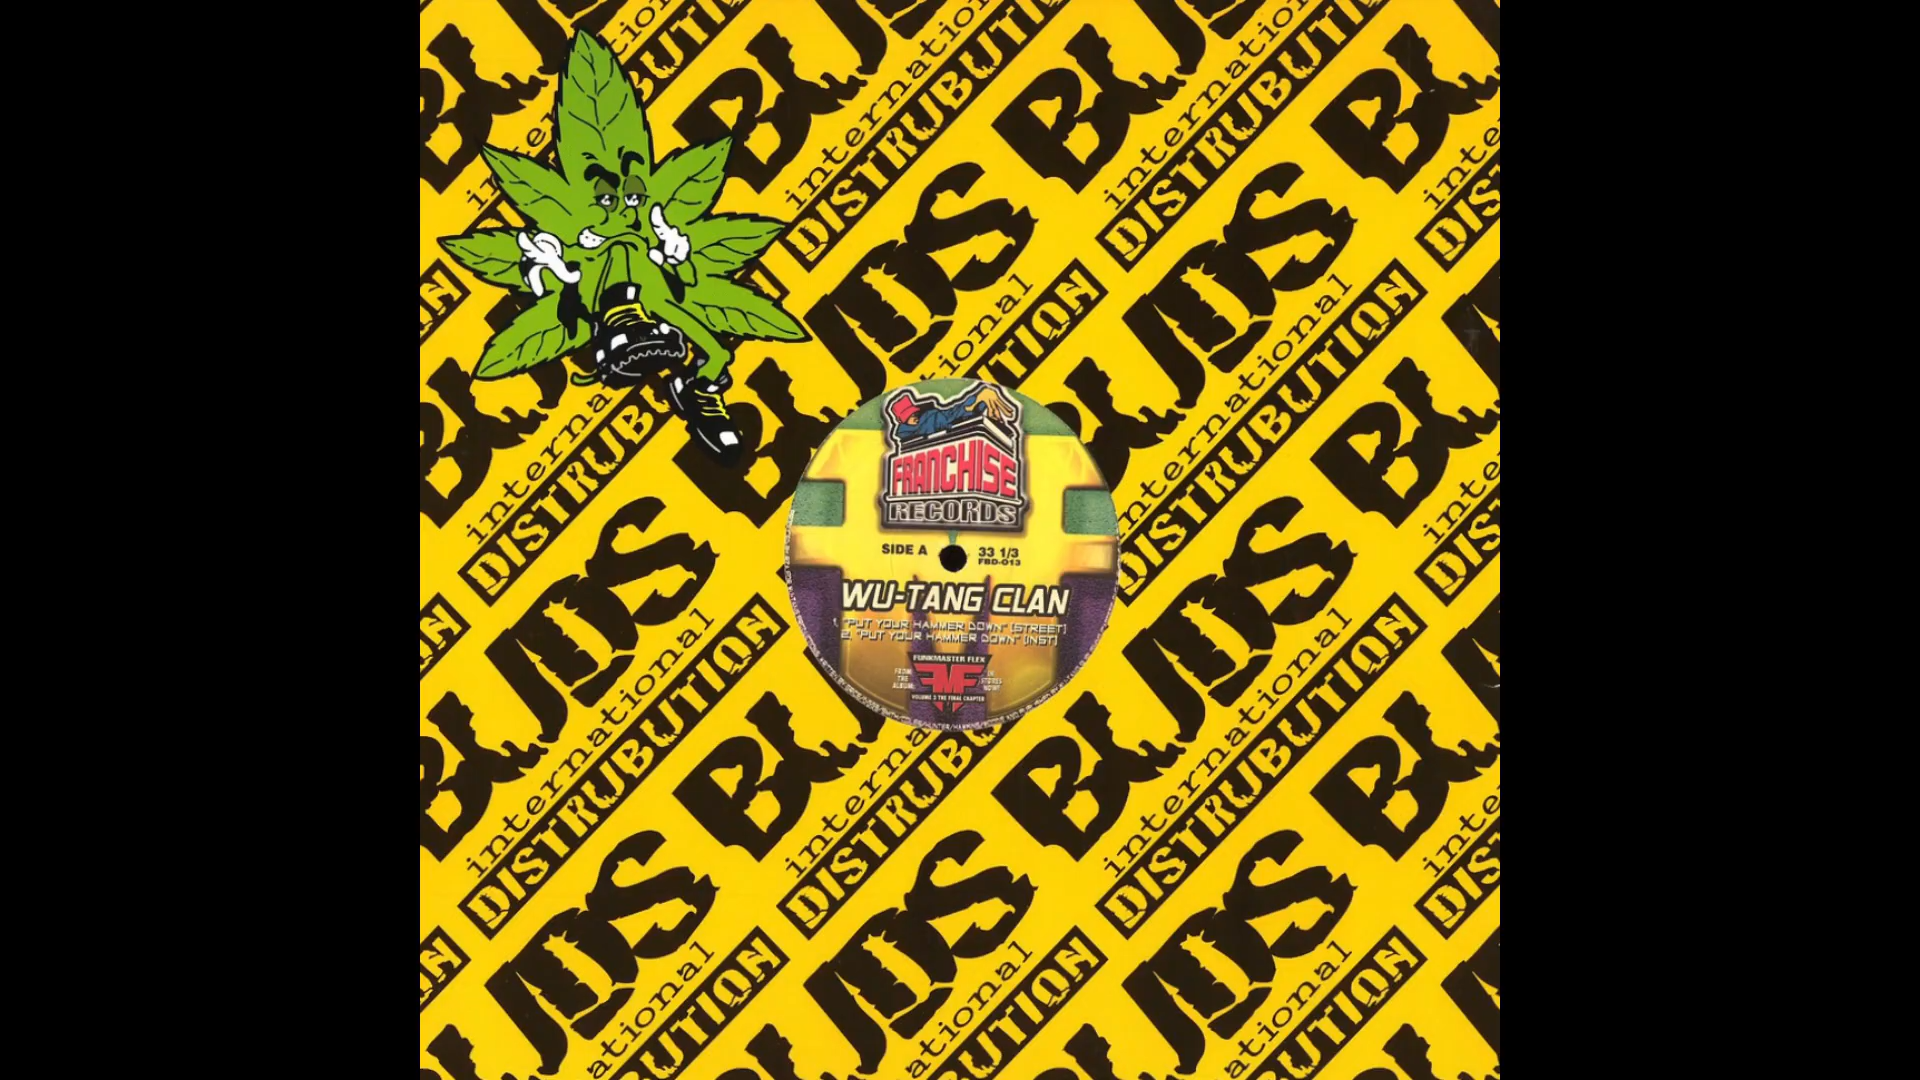 BUDS
international
DISTRUBUTION
FRANCHISE
RECORDS
SIDE A
33 1/3
FBD-013
WU-TANG CLAN
1. "PUT YOUR HAMMER DOWN" (STREET)
2. "PUT YOUR HAMMER DOWN" (INST)
FUNKMASTER FLEX
FROM
THE
ALBUM:
FMF
IN
STORES
NOW!
VOLUME 3 THE FINAL CHAPTER